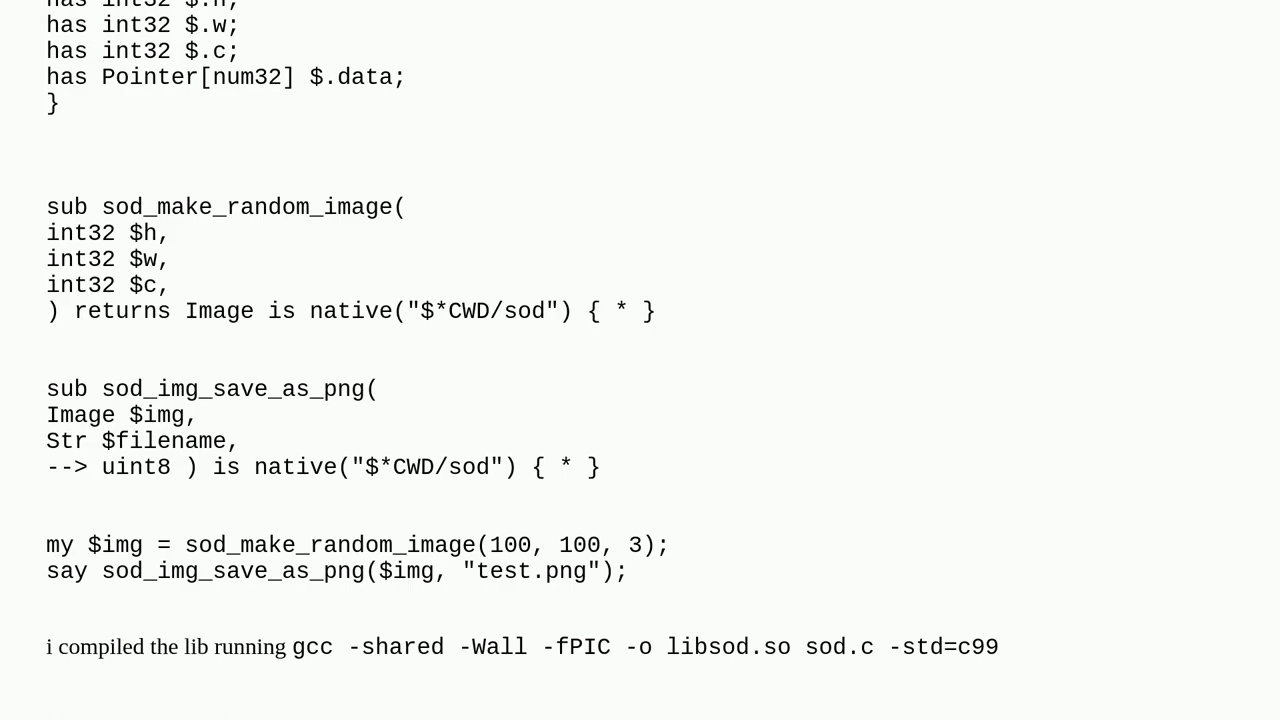 has int32 $.h;
has int32 $.w;
has int32 $.c;
has Pointer[num32] $.data;
}
sub sod_make_random_image(
int32 $h,
int32 $w,
int32 $c,
) returns Image is native("$*CWD/sod") { * }
sub sod_img_save_as_png(
Image $img,
Str $filename,
--> uint8 ) is native("$*CWD/sod") { * }
my $img = sod_make_random_image(100, 100, 3);
say sod_img_save_as_png($img, "test.png");
i compiled the lib running gcc -shared -Wall -fPIC -o libsod.so sod.c -std=c99